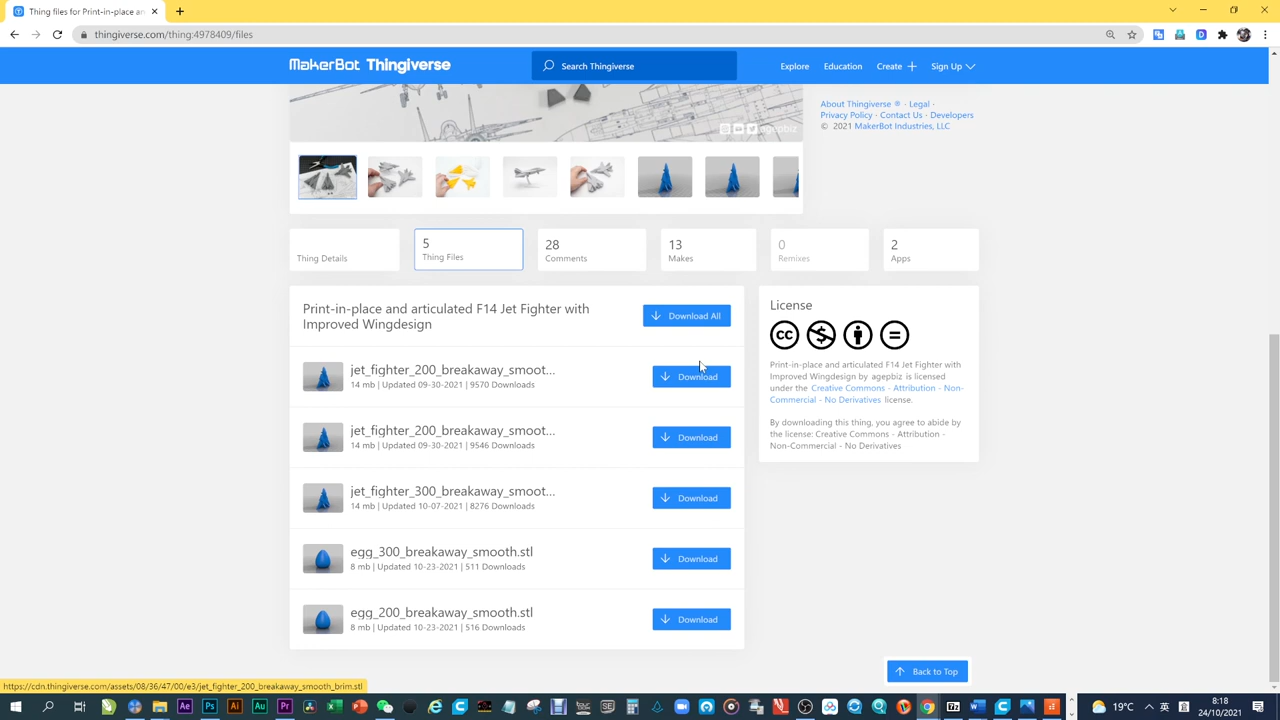 Thing files for Print-in-place an
thingiverse.com/thing:4978409/files
MakerBot Thingiverse
Search Thingiverse
Explore
Education
Create
Sign Up
agepbiz
About Thingiverse ® · Legal ·
Privacy Policy · Contact Us · Developers
© 2021 MakerBot Industries, LLC
Thing Details
5
Thing Files
28
Comments
13
Makes
0
Remixes
2
Apps
Print-in-place and articulated F14 Jet Fighter with
Improved Wingdesign
Download All
jet_fighter_200_breakaway_smoot...
14 mb | Updated 09-30-2021 | 9570 Downloads
Download
jet_fighter_200_breakaway_smoot...
14 mb | Updated 09-30-2021 | 9546 Downloads
Download
jet_fighter_300_breakaway_smoot...
14 mb | Updated 10-07-2021 | 8276 Downloads
Download
egg_300_breakaway_smooth.stl
8 mb | Updated 10-23-2021 | 511 Downloads
Download
egg_200_breakaway_smooth.stl
8 mb | Updated 10-23-2021 | 516 Downloads
Download
License
cc
Print-in-place and articulated F14 Jet Fighter with
Improved Wingdesign by agepbiz is licensed
under the Creative Commons - Attribution - Non-
Commercial - No Derivatives license.
By downloading this thing, you agree to abide by
the license: Creative Commons - Attribution -
Non-Commercial - No Derivatives
Back to Top
https://cdn.thingiverse.com/assets/08/36/47/00/e3/jet_fighter_200_breakaway_smooth_brim.stl
Ae
Ps
Ai
Au
Pr
19°C
英
8:18
24/10/2021